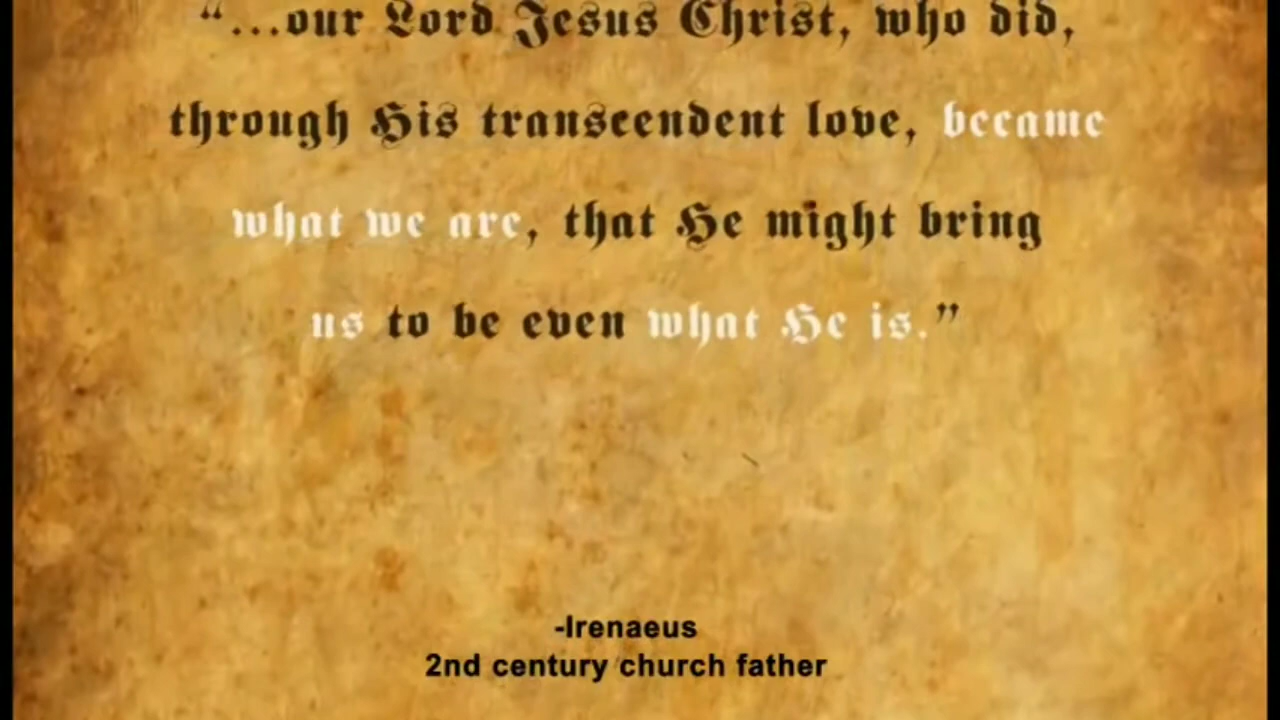 “...our Lord Jesus Christ, who did,
through His transcendent love, became
what we are, that He might bring
us to be even what He is.”
-Irenaeus
2nd century church father